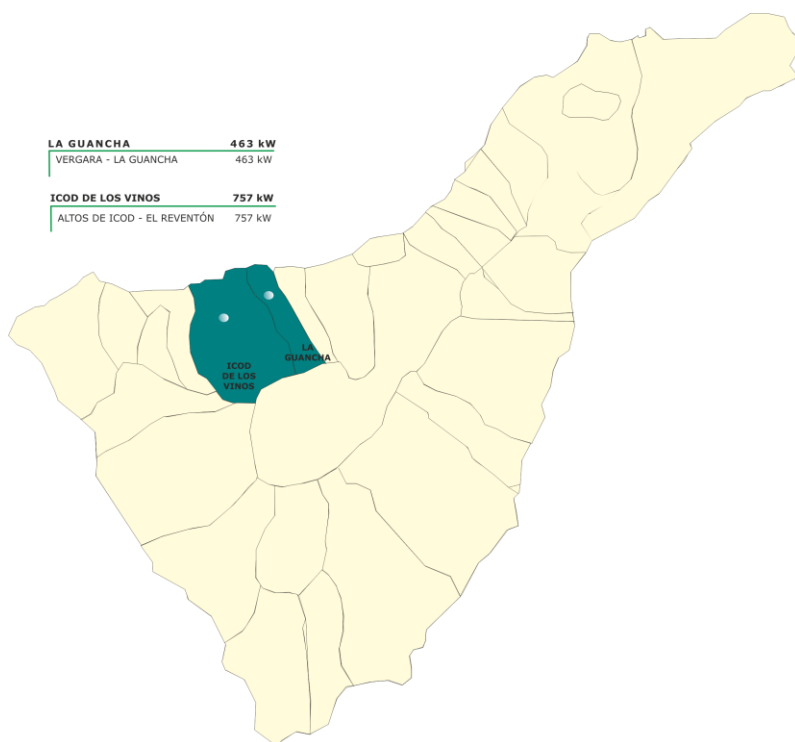 LA GUANCHA 463 kW
VERGARA - LA GUANCHA 463 kW
ICOD DE LOS VINOS 757 kW
ALTOS DE ICOD - EL REVENTÓN 757 kW
LA
GUANCHA
ICOD
DE LOS
VINOS